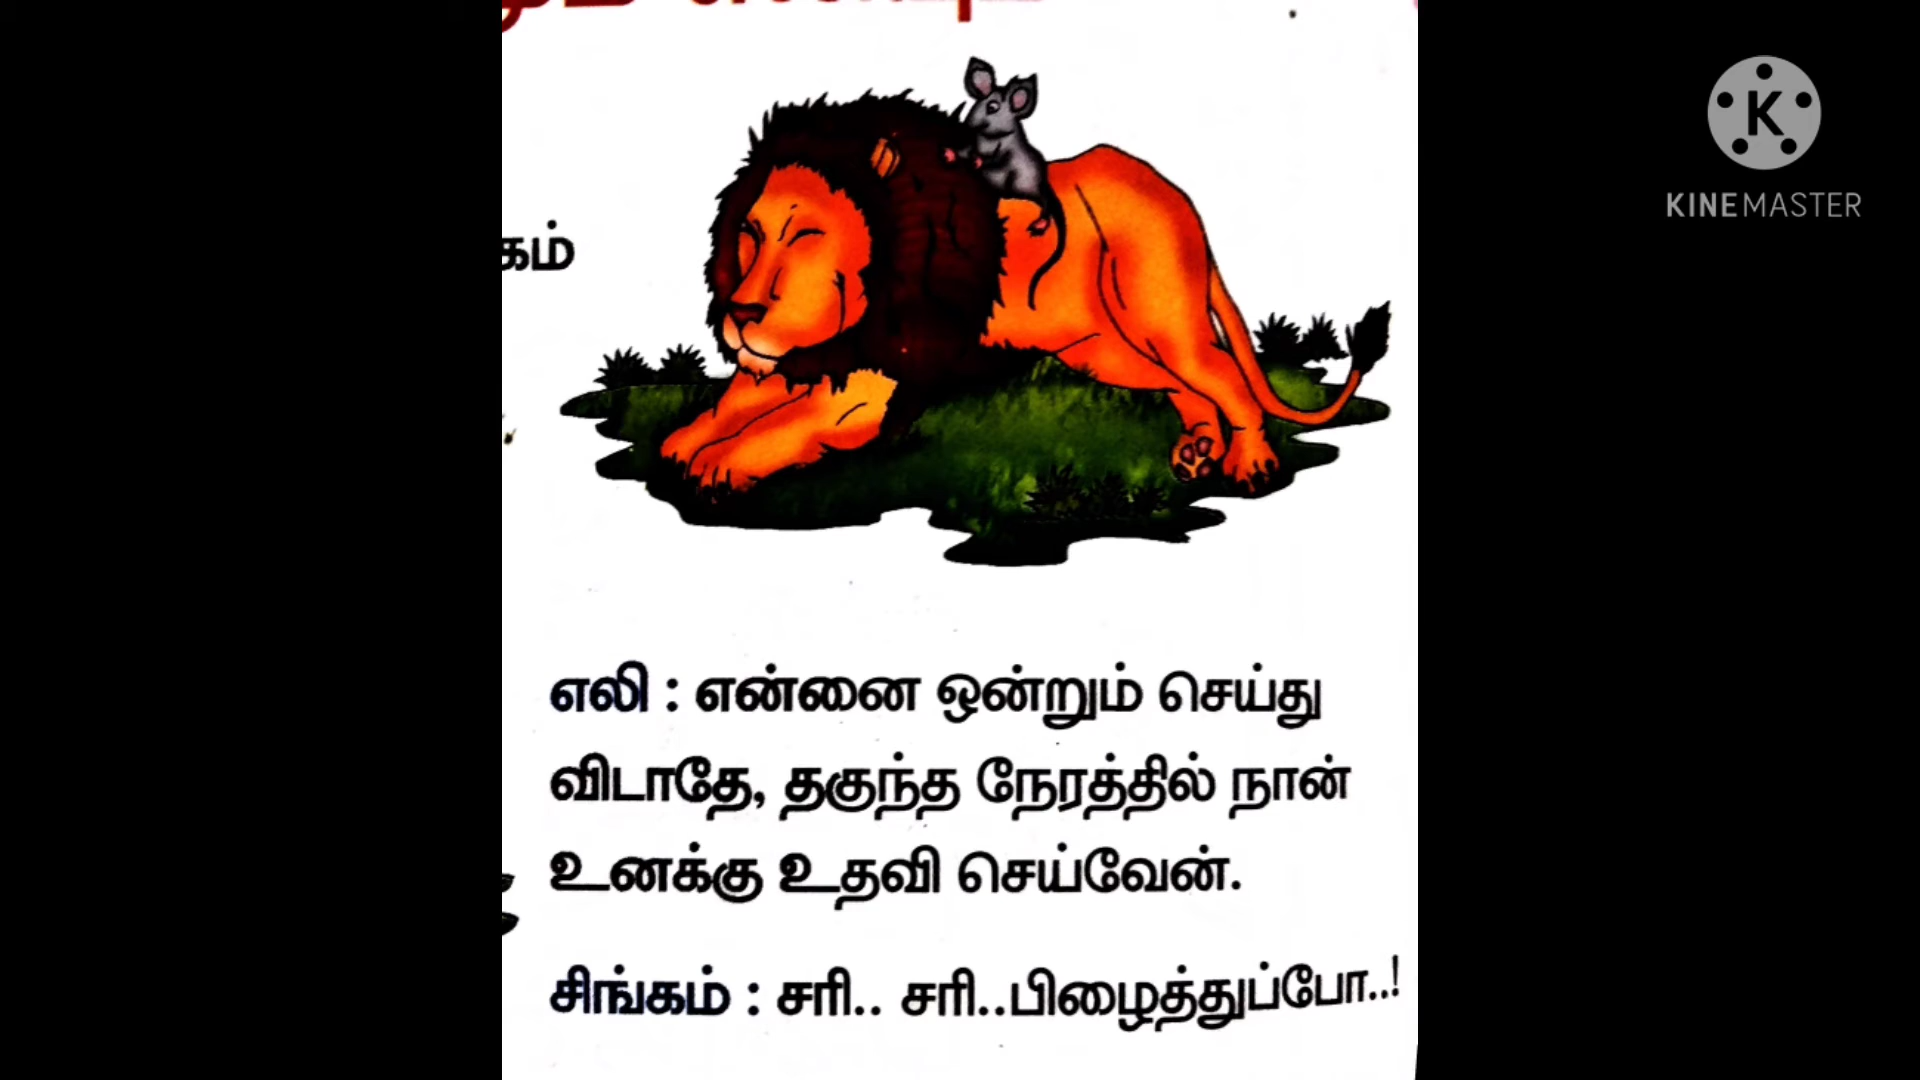 KINEMASTER
கம்
எலி : என்னை ஒன்றும் செய்து
விடாதே, தகுந்த நேரத்தில் நான்
உனக்கு உதவி செய்வேன்.
சிங்கம் : சரி.. சரி..பிழைத்துப்போ..!